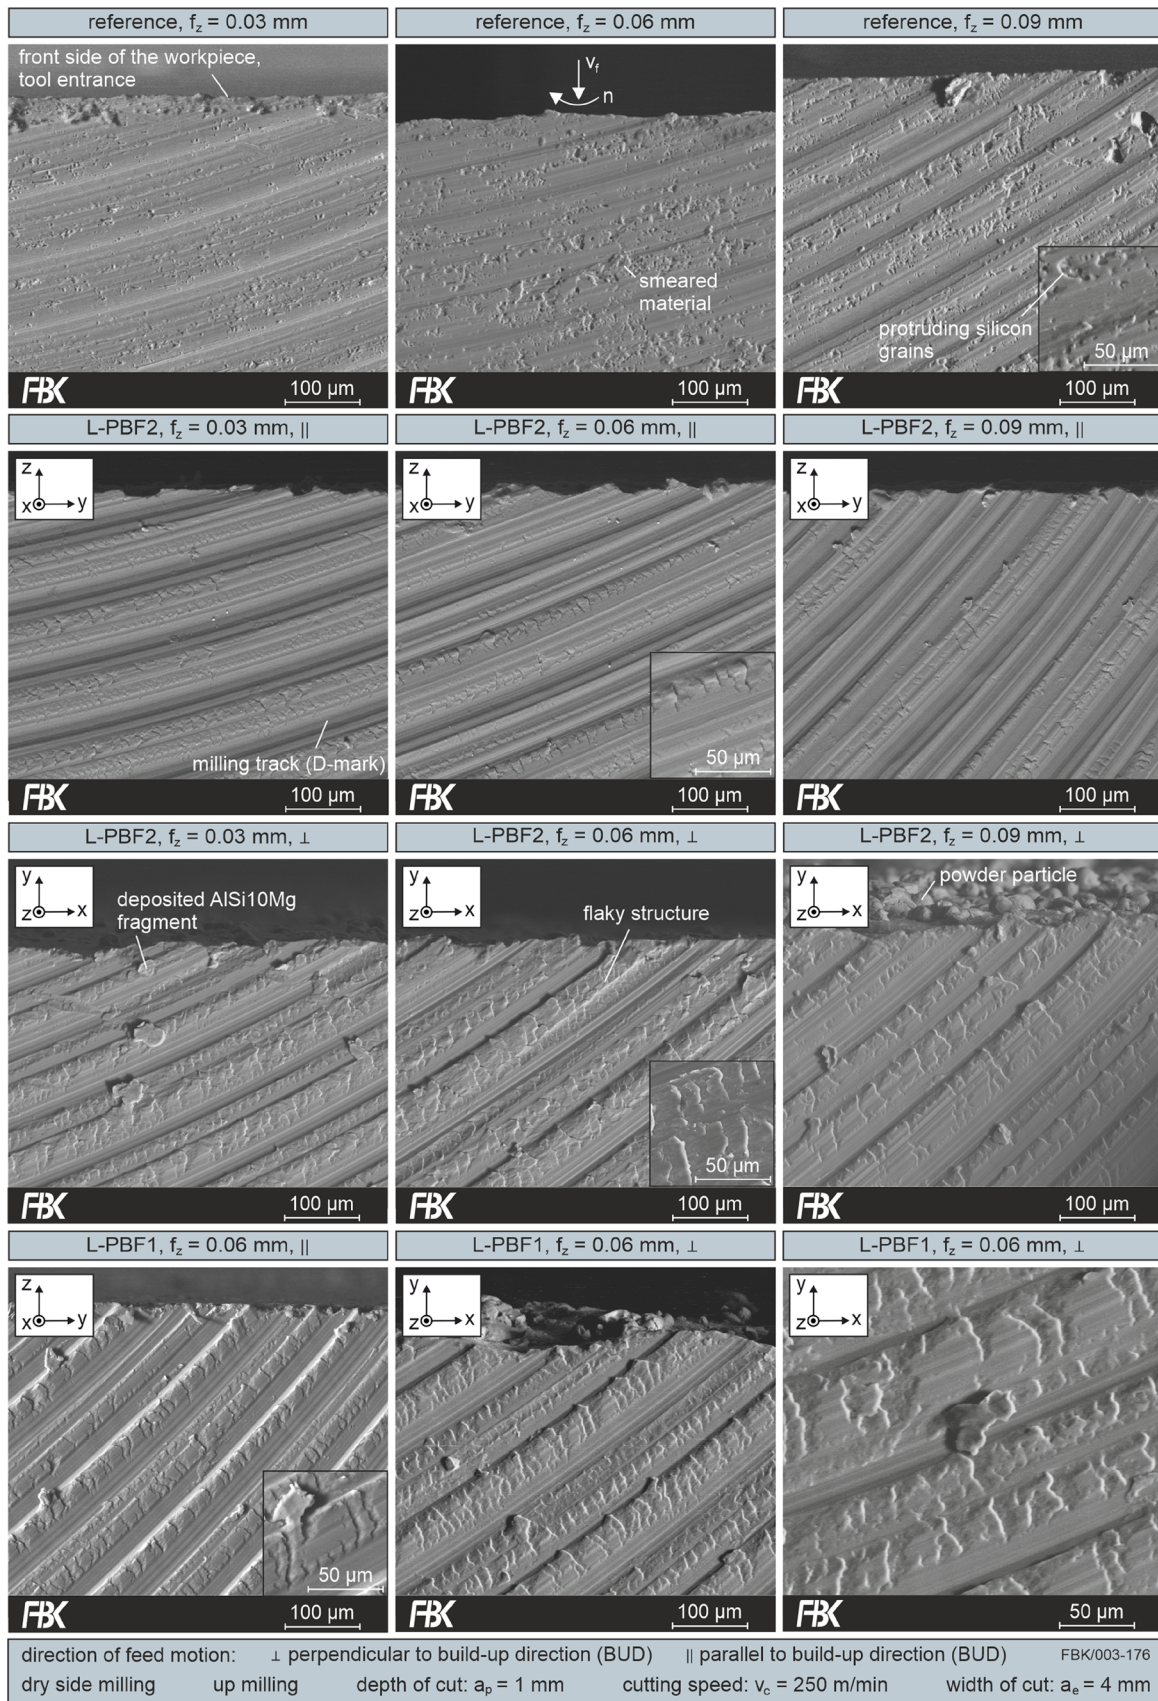 reference, fz = 0.03 mm
reference, fz = 0.06 mm
reference, fz = 0.09 mm
front side of the workpiece,
tool entrance
vf
n
smeared
material
protruding silicon
grains
50 µm
FBK
100 µm
FBK
100 µm
FBK
100 µm
L-PBF2, fz = 0.03 mm, ||
L-PBF2, fz = 0.06 mm, ||
L-PBF2, fz = 0.09 mm, ||
z
x y
z
x y
z
x y
milling track (D-mark)
50 µm
FBK
100 µm
FBK
100 µm
FBK
100 µm
L-PBF2, fz = 0.03 mm, ⊥
L-PBF2, fz = 0.06 mm, ⊥
L-PBF2, fz = 0.09 mm, ⊥
y
z x
y
z x
y
z x
deposited AlSi10Mg
fragment
flaky structure
powder particle
50 µm
FBK
100 µm
FBK
100 µm
FBK
100 µm
L-PBF1, fz = 0.06 mm, ||
L-PBF1, fz = 0.06 mm, ⊥
L-PBF1, fz = 0.06 mm, ⊥
z
x y
y
z x
y
z x
50 µm
FBK
100 µm
FBK
100 µm
FBK
50 µm
direction of feed motion: ⊥ perpendicular to build-up direction (BUD) || parallel to build-up direction (BUD) FBK/003-176
dry side milling up milling depth of cut: ap = 1 mm cutting speed: vc = 250 m/min width of cut: ae = 4 mm